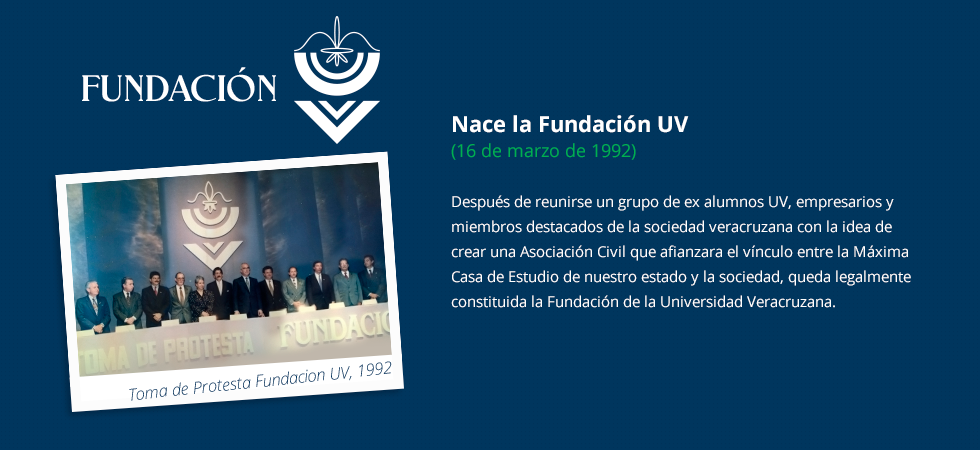 FUNDACIÓN
Nace la Fundación UV
(16 de marzo de 1992)
Después de reunirse un grupo de ex alumnos UV, empresarios y
miembros destacados de la sociedad veracruzana con la idea de
crear una Asociación Civil que afianzara el vínculo entre la Máxima
Casa de Estudio de nuestro estado y la sociedad, queda legalmente
constituida la Fundación de la Universidad Veracruzana.
TOMA DE PROTESTA FUNDACIÓ
Toma de Protesta Fundacion UV, 1992